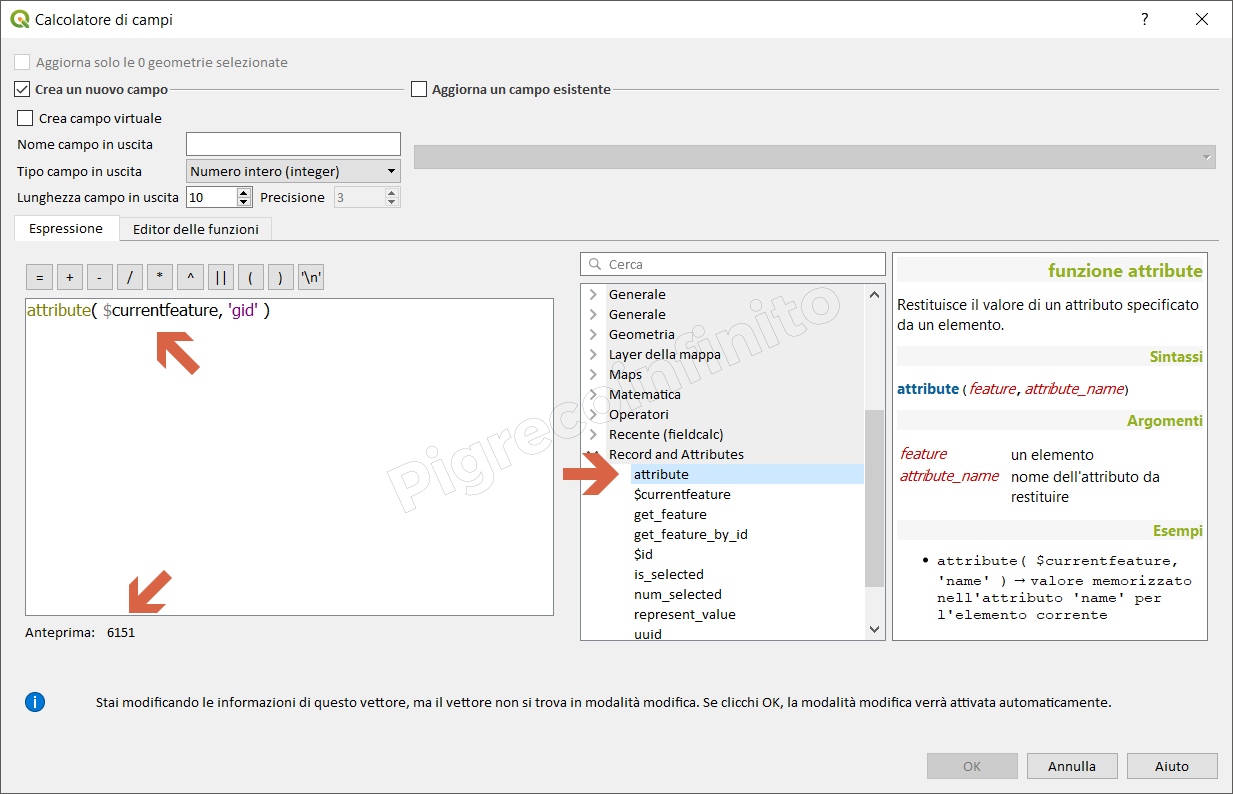 Calcolatore di campi
?
Aggiorna solo le 0 geometrie selezionate
Crea un nuovo campo
Aggiorna un campo esistente
Crea campo virtuale
Nome campo in uscita
Tipo campo in uscita
Numero intero (integer)
Lunghezza campo in uscita
10
Precisione
3
Espressione
Editor delle funzioni
= + - / * ^ || ( ) '\n'
attribute( $currentfeature, 'gid' )
Anteprima: 6151
Cerca
Generale
Generale
Geometria
Layer della mappa
Maps
Matematica
Operatori
Recente (fieldcalc)
Record and Attributes
attribute
$currentfeature
get_feature
get_feature_by_id
$id
is_selected
num_selected
represent_value
uuid
funzione attribute
Restituisce il valore di un attributo specificato
da un elemento.
Sintassi
attribute(feature, attribute_name)
Argomenti
feature un elemento
attribute_name nome dell'attributo da
restituire
Esempi
• attribute( $currentfeature,
'name' ) → valore memorizzato
nell'attributo 'name' per
l'elemento corrente
Pigrecoinfinito
Stai modificando le informazioni di questo vettore, ma il vettore non si trova in modalità modifica. Se clicchi OK, la modalità modifica verrà attivata automaticamente.
OK
Annulla
Aiuto